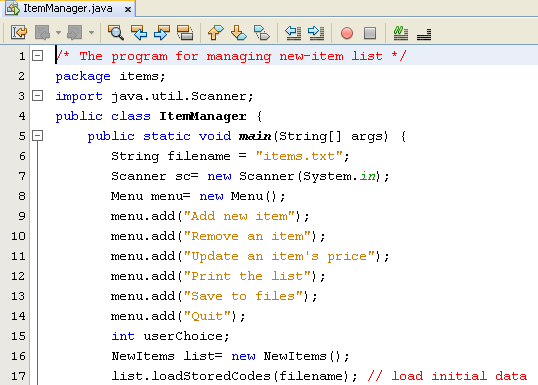 ItemManager.java
1 /* The program for managing new-item list */
2 package items;
3 import java.util.Scanner;
4 public class ItemManager {
5 public static void main(String[] args) {
6 String filename = "items.txt";
7 Scanner sc= new Scanner(System.in);
8 Menu menu= new Menu();
9 menu.add("Add new item");
10 menu.add("Remove an item");
11 menu.add("Update an item's price");
12 menu.add("Print the list");
13 menu.add("Save to files");
14 menu.add("Quit");
15 int userChoice;
16 NewItems list= new NewItems();
17 list.loadStoredCodes(filename); // load initial data